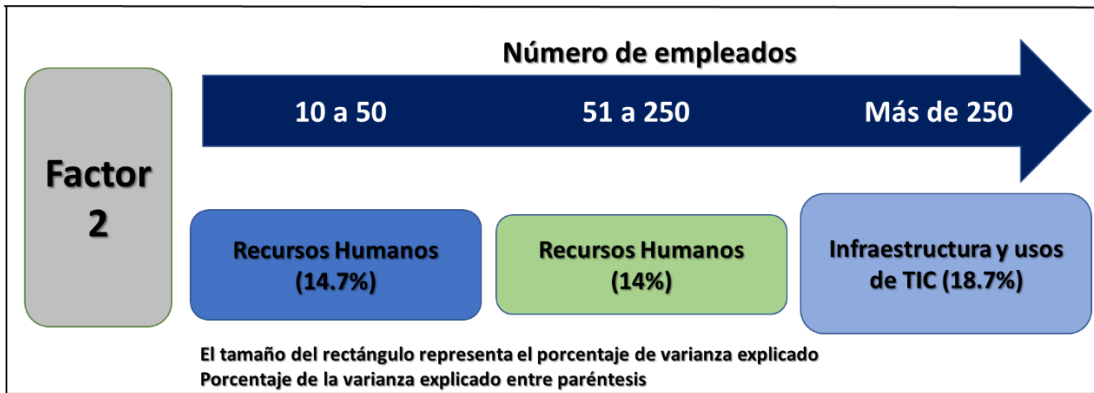 Número de empleados
10 a 50
51 a 250
Más de 250
Factor
2
Recursos Humanos
(14.7%)
Recursos Humanos
(14%)
Infraestructura y usos
de TIC (18.7%)
El tamaño del rectángulo representa el porcentaje de varianza explicado
Porcentaje de la varianza explicado entre paréntesis